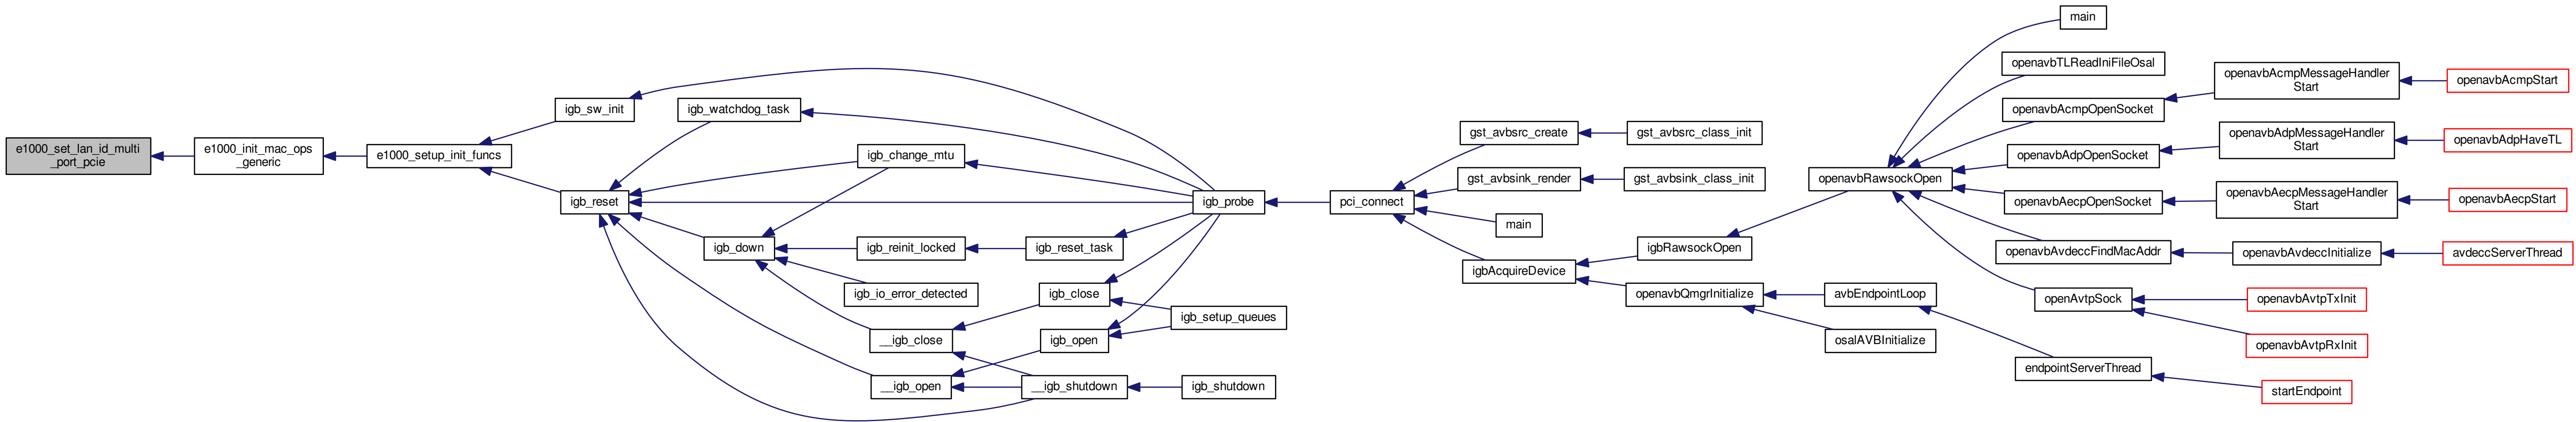 e1000_set_lan_id_multi
_port_pcie
e1000_init_mac_ops
_generic
e1000_setup_init_funcs
igb_sw_init
igb_reset
igb_watchdog_task
igb_change_mtu
igb_down
igb_reinit_locked
igb_reset_task
igb_io_error_detected
igb_close
__igb_close
igb_open
__igb_open
__igb_shutdown
igb_probe
igb_setup_queues
igb_shutdown
pci_connect
gst_avbsrc_create
gst_avbsrc_class_init
gst_avbsink_render
gst_avbsink_class_init
main
igbAcquireDevice
igbRawsockOpen
openavbQmgrInitialize
avbEndpointLoop
osalAVBInitialize
openavbRawsockOpen
main
openavbTLReadIniFileOsal
openavbAcmpOpenSocket
openavbAcmpMessageHandler
Start
openavbAcmpStart
openavbAdpOpenSocket
openavbAdpMessageHandler
Start
openavbAdpHaveTL
openavbAecpOpenSocket
openavbAecpMessageHandler
Start
openavbAecpStart
openavbAvdeccFindMacAddr
openavbAvdeccInitialize
avdeccServerThread
openAvtpSock
openavbAvtpTxInit
openavbAvtpRxInit
endpointServerThread
startEndpoint